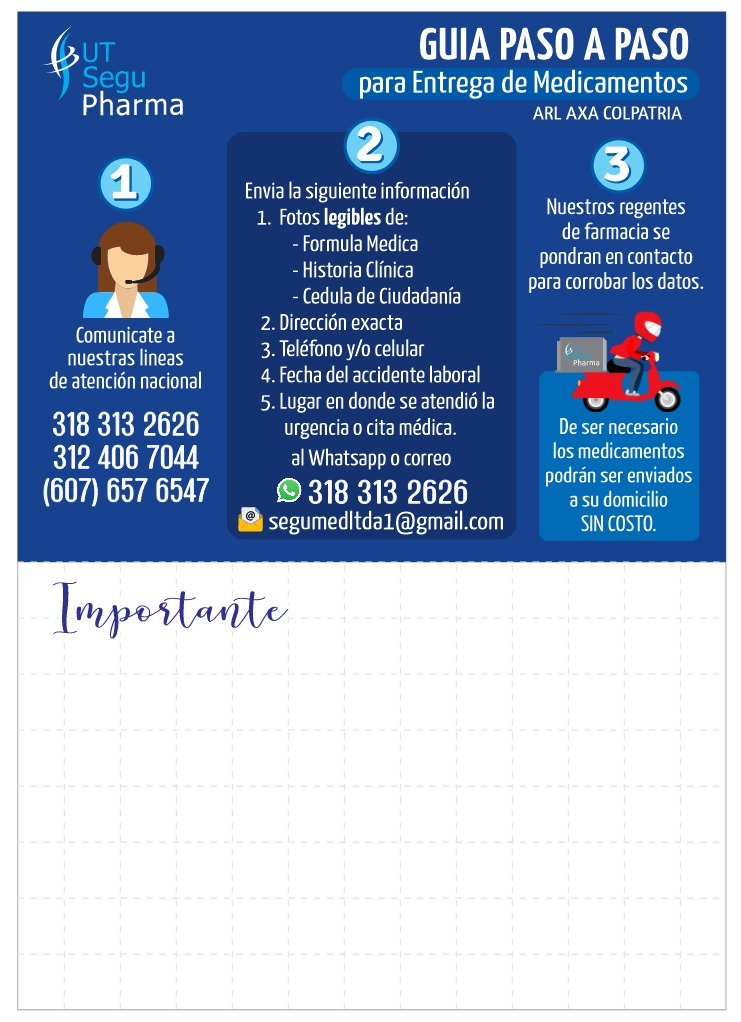 UT
Segu
Pharma
GUIA PASO A PASO
para Entrega de Medicamentos
ARL AXA COLPATRIA
1
Comunicate a
nuestras lineas
de atención nacional
318 313 2626
312 406 7044
(607) 657 6547
2
Envia la siguiente información
1. Fotos legibles de:
- Formula Medica
- Historia Clínica
- Cedula de Ciudadanía
2. Dirección exacta
3. Teléfono y/o celular
4. Fecha del accidente laboral
5. Lugar en donde se atendió la
urgencia o cita médica.
al Whatsapp o correo
318 313 2626
@
segumedltda1@gmail.com
3
Nuestros regentes
de farmacia se
pondran en contacto
para corrobar los datos.
Pharma
De ser necesario
los medicamentos
podrán ser enviados
a su domicilio
SIN COSTO.
Importante